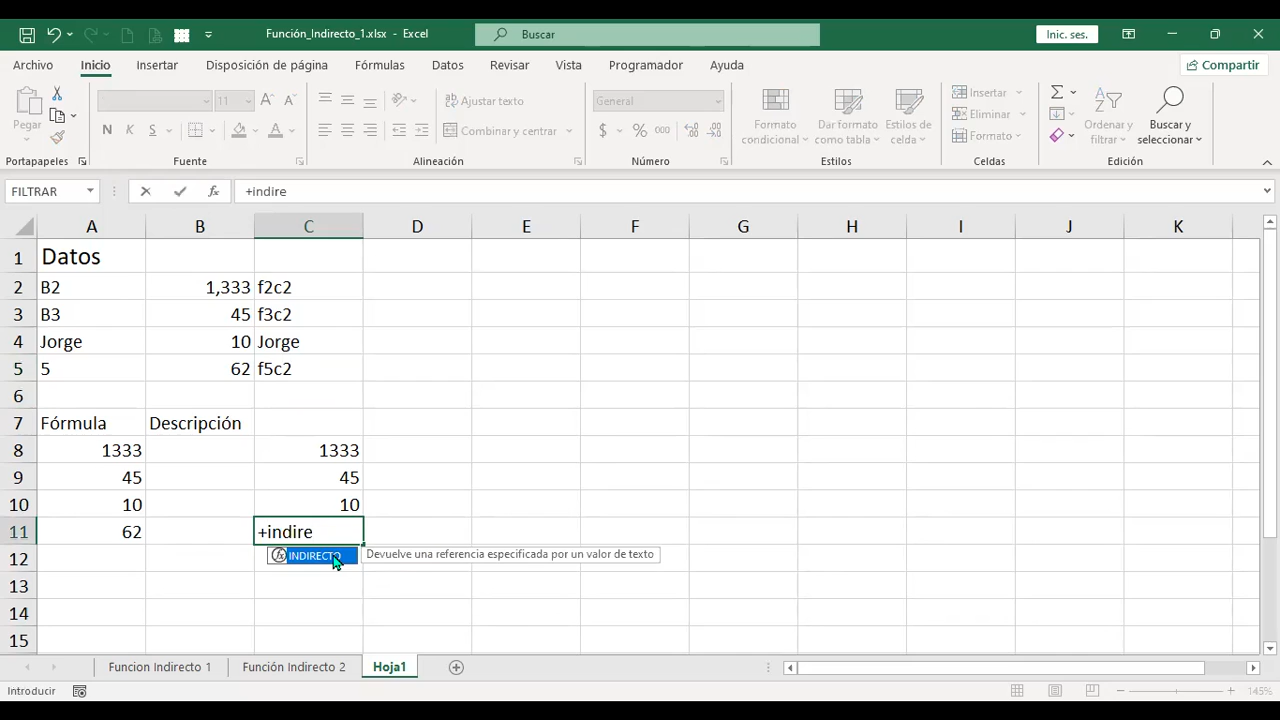 Función_Indirecto_1.xlsx - Excel
Buscar
Inic. ses.
Archivo Inicio Insertar Disposición de página Fórmulas Datos Revisar Vista Programador Ayuda Compartir
Pegar
11
N K S
Ajustar texto
Combinar y centrar
General
$ % 000
Formato condicional
Dar formato como tabla
Estilos de celda
Insertar
Eliminar
Formato
Ordenar y filtrar
Buscar y seleccionar
Portapapeles Fuente Alineación Número Estilos Celdas Edición
FILTRAR fx +indire
A B C D E F G H I J K
1 Datos
2 B2 1,333 f2c2
3 B3 45 f3c2
4 Jorge 10 Jorge
5 5 62 f5c2
6
7 Fórmula Descripción
8 1333 1333
9 45 45
10 10 10
11 62 +indire
12 INDIRECTO Devuelve una referencia especificada por un valor de texto
13
14
15
Funcion Indirecto 1 Función Indirecto 2 Hoja1
Introducir 145%